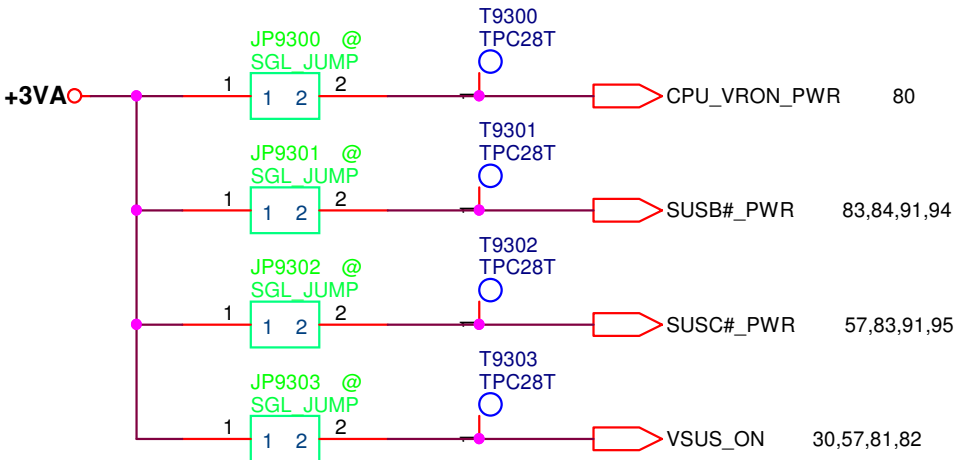 T9300
JP9300 @ TPC28T
SGL_JUMP
+3VA 1 1 2 2 CPU_VRON_PWR 80
T9301
JP9301 @ TPC28T
SGL_JUMP
1 1 2 2 SUSB#_PWR 83,84,91,94
T9302
JP9302 @ TPC28T
SGL_JUMP
1 1 2 2 SUSC#_PWR 57,83,91,95
T9303
JP9303 @ TPC28T
SGL_JUMP
1 1 2 2 VSUS_ON 30,57,81,82